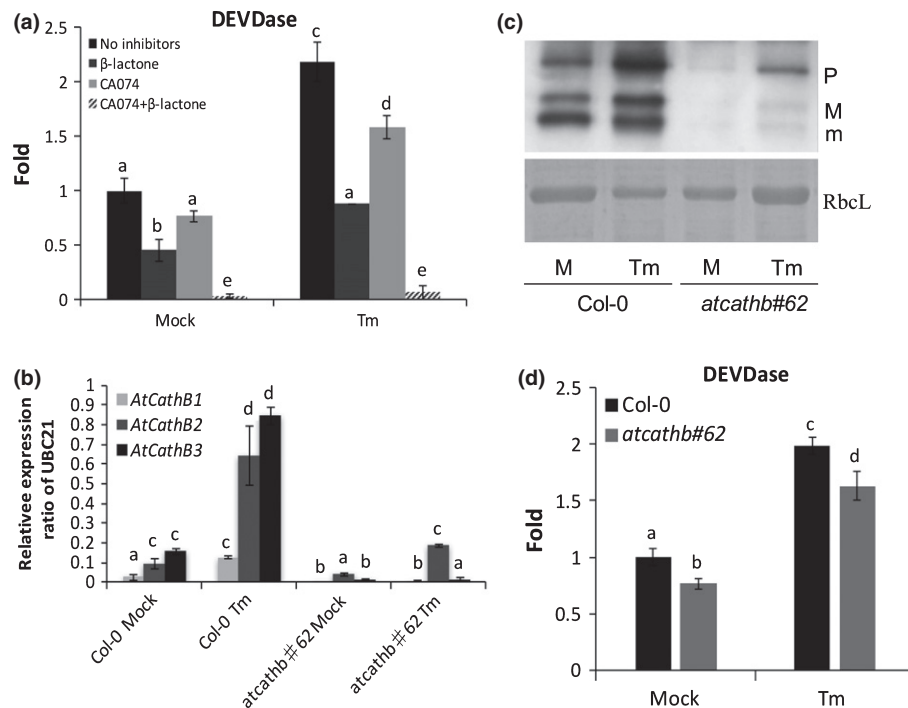 (a)
DEVDase
2.5
2
1.5
1
0.5
0
Fold
No inhibitors
β-lactone
CA074
CA074+β-lactone
a
b
a
e
c
a
d
e
Mock
Tm
(b)
1
0.9
0.8
0.7
0.6
0.5
0.4
0.3
0.2
0.1
0
Relativee expression
ratio of UBC21
AtCathB1
AtCathB2
AtCathB3
a
c
c
c
d
d
b
a
b
b
c
a
Col-0 Mock
Col-0 Tm
atcathb#62 Mock
atcathb#62 Tm
(c)
P
M
m
RbcL
M
Tm
M
Tm
Col-0
atcathb#62
(d)
DEVDase
2.5
2
1.5
1
0.5
0
Fold
Col-0
atcathb#62
a
b
c
d
Mock
Tm